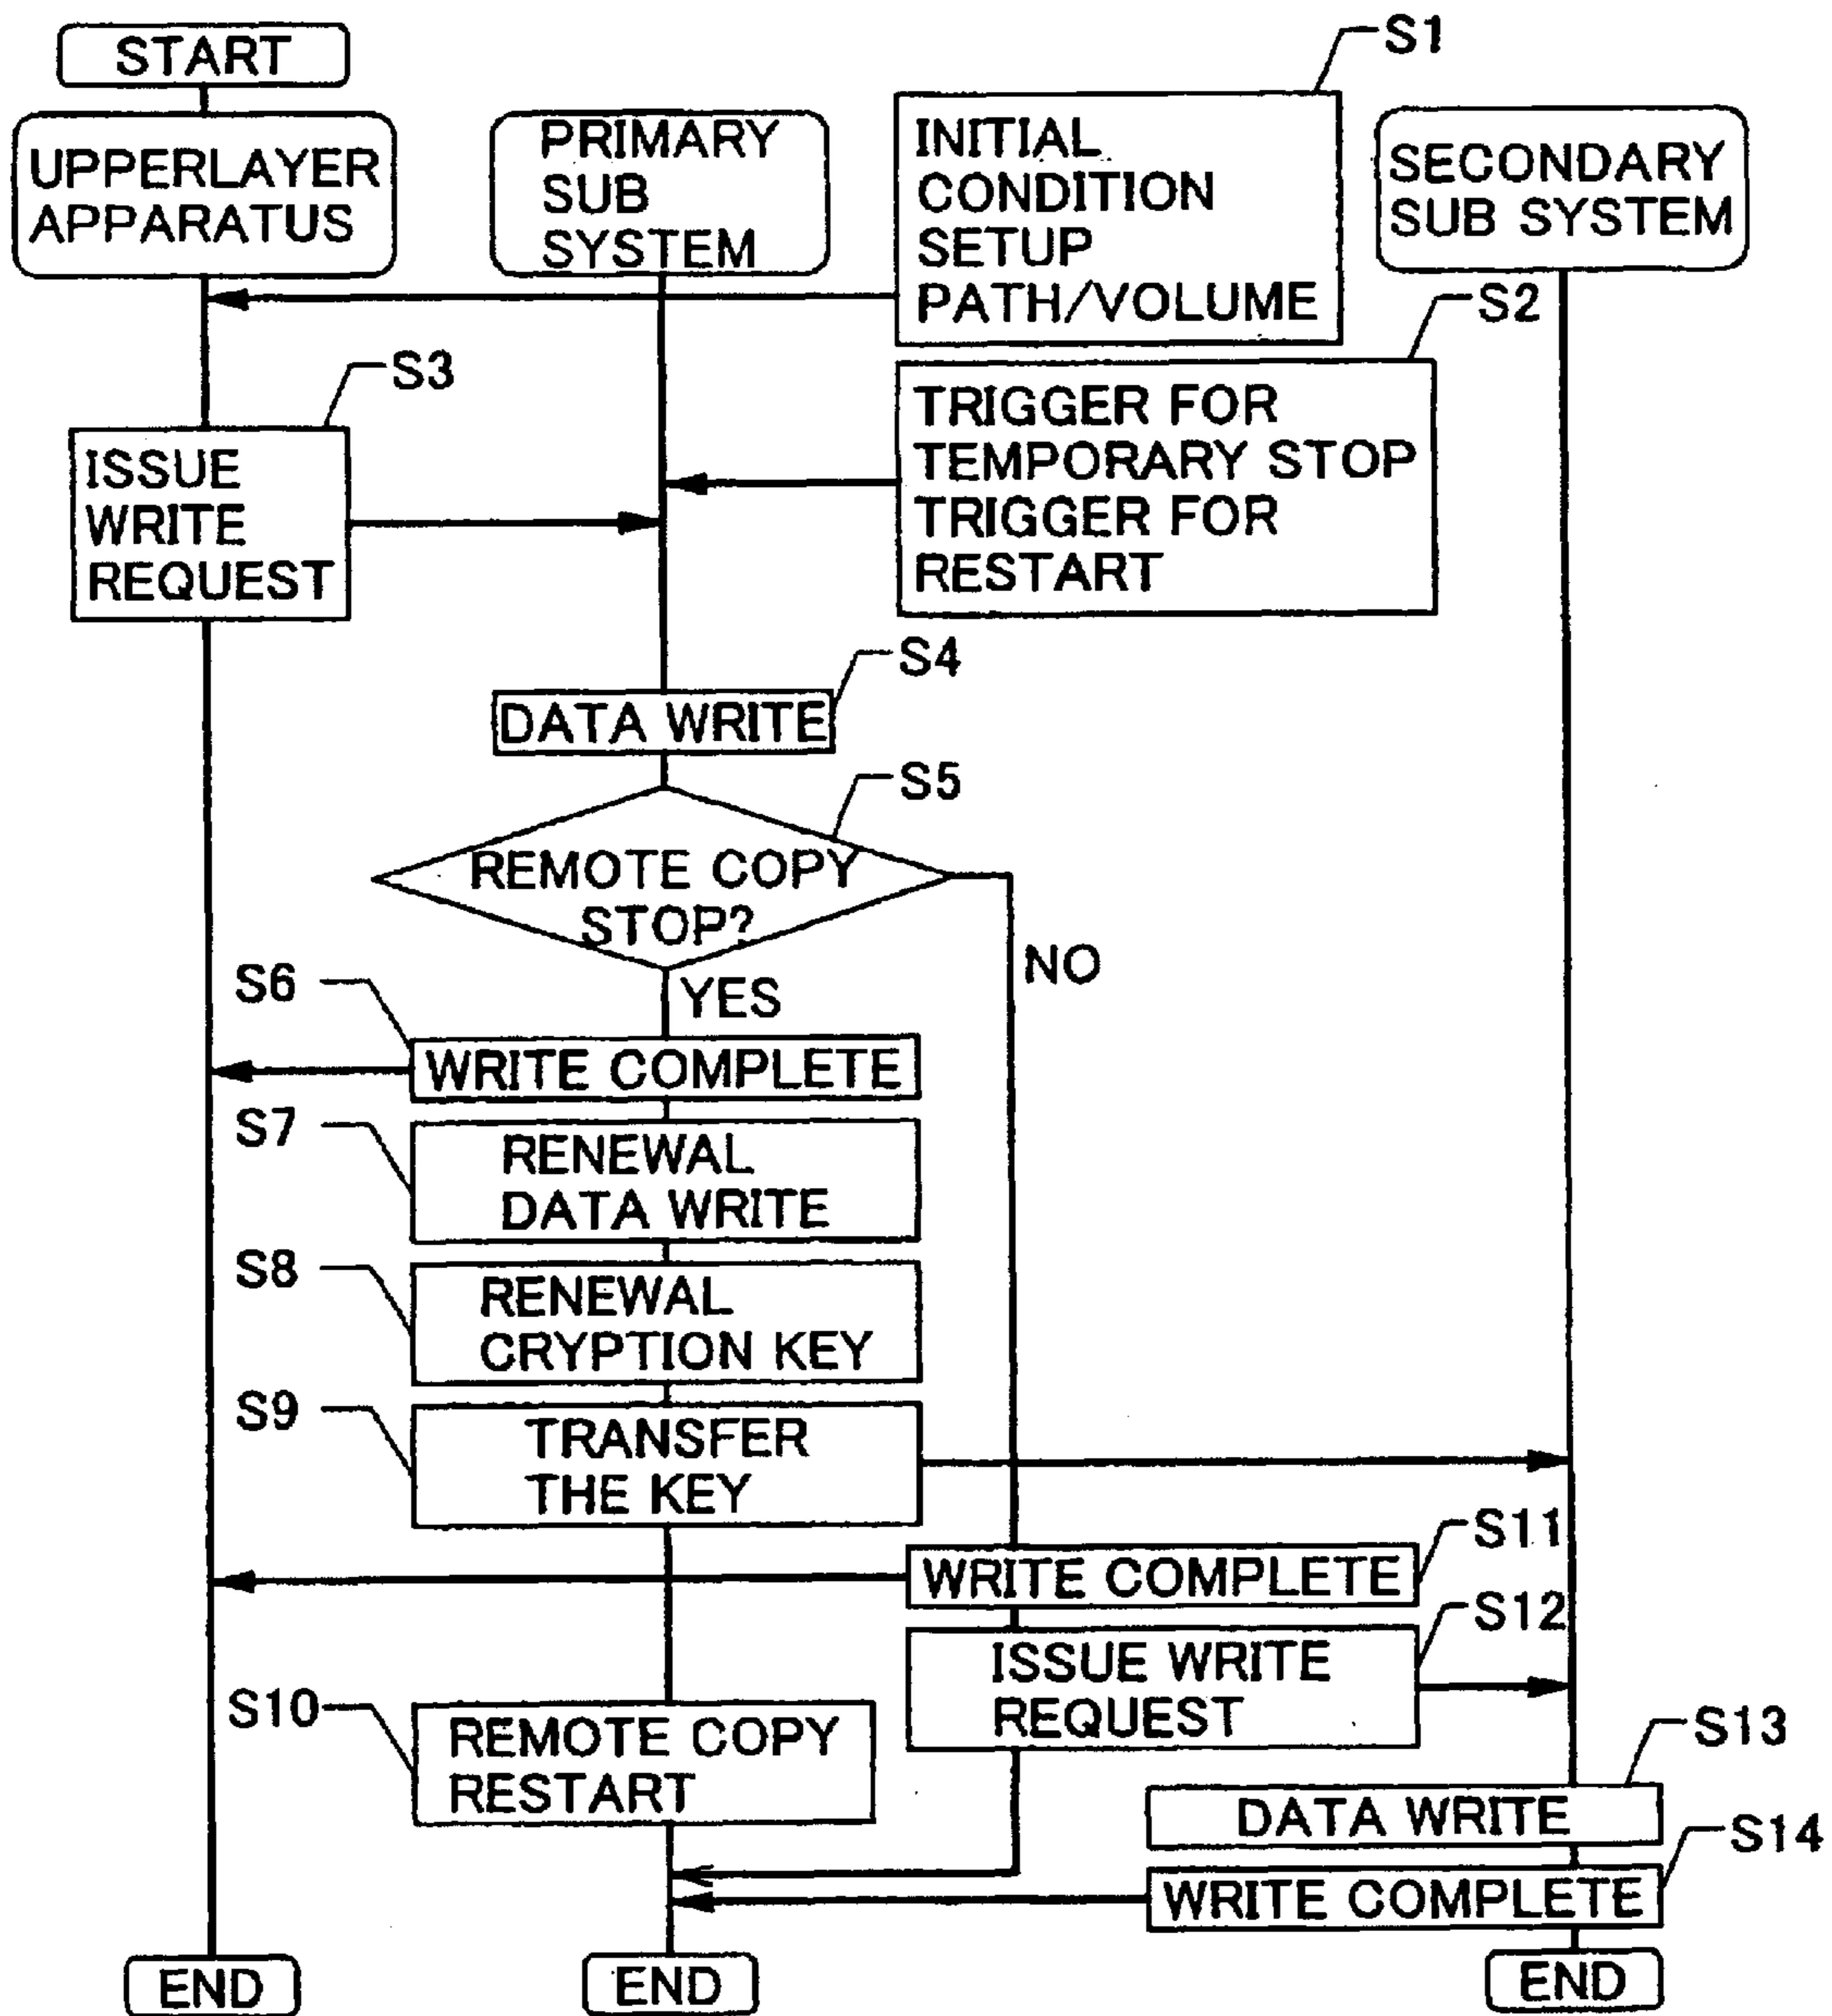 START
S1
UPPERLAYER
APPARATUS
PRIMARY
SUB
SYSTEM
INITIAL
CONDITION
SETUP
PATH/VOLUME
SECONDARY
SUB SYSTEM
S2
S3
TRIGGER FOR
TEMPORARY STOP
TRIGGER FOR
RESTART
ISSUE
WRITE
REQUEST
S4
DATA WRITE
S5
REMOTE COPY
STOP?
NO
YES
S6
WRITE COMPLETE
S7
RENEWAL
DATA WRITE
S8
RENEWAL
CRYPTION KEY
S9
TRANSFER
THE KEY
S11
WRITE COMPLETE
S12
ISSUE WRITE
REQUEST
S10
REMOTE COPY
RESTART
S13
DATA WRITE
S14
WRITE COMPLETE
END
END
END